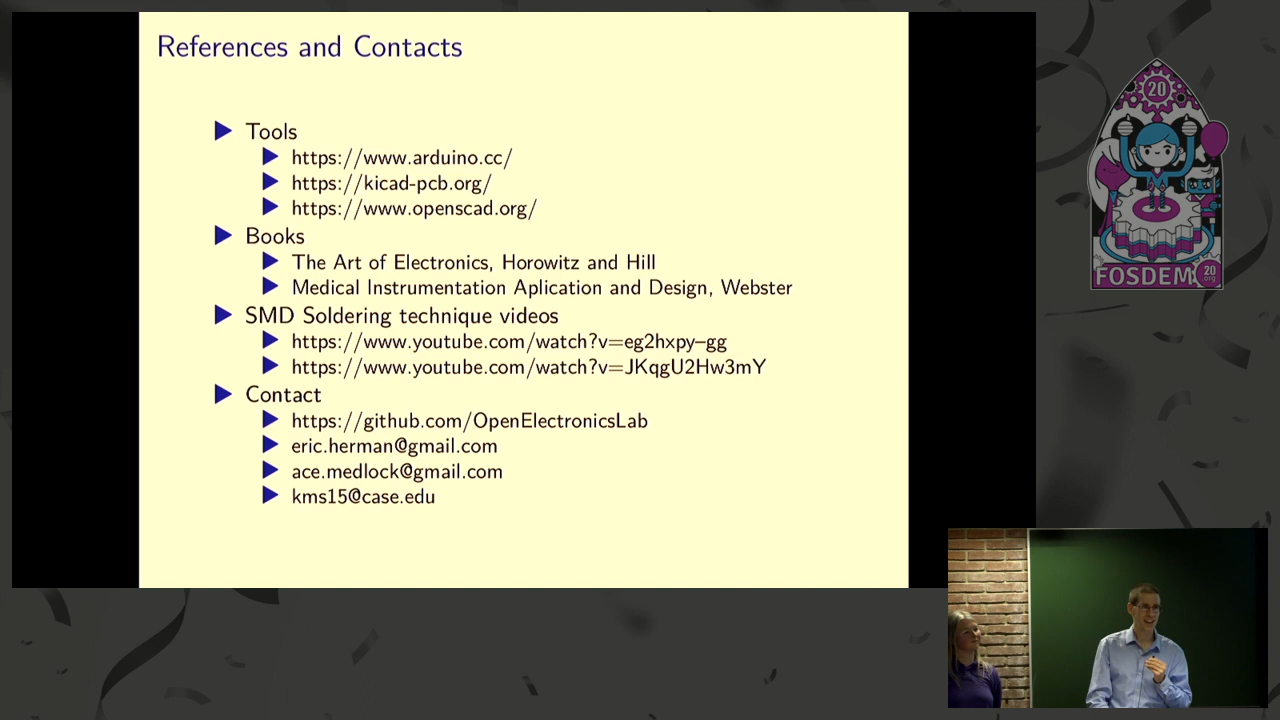 References and Contacts
Tools
https://www.arduino.cc/
https://kicad-pcb.org/
https://www.openscad.org/
Books
The Art of Electronics, Horowitz and Hill
Medical Instrumentation Aplication and Design, Webster
SMD Soldering technique videos
https://www.youtube.com/watch?v=eg2hxpy–gg
https://www.youtube.com/watch?v=JKqgU2Hw3mY
Contact
https://github.com/OpenElectronicsLab
eric.herman@gmail.com
ace.medlock@gmail.com
kms15@case.edu
20
FOSDEM
20
.org